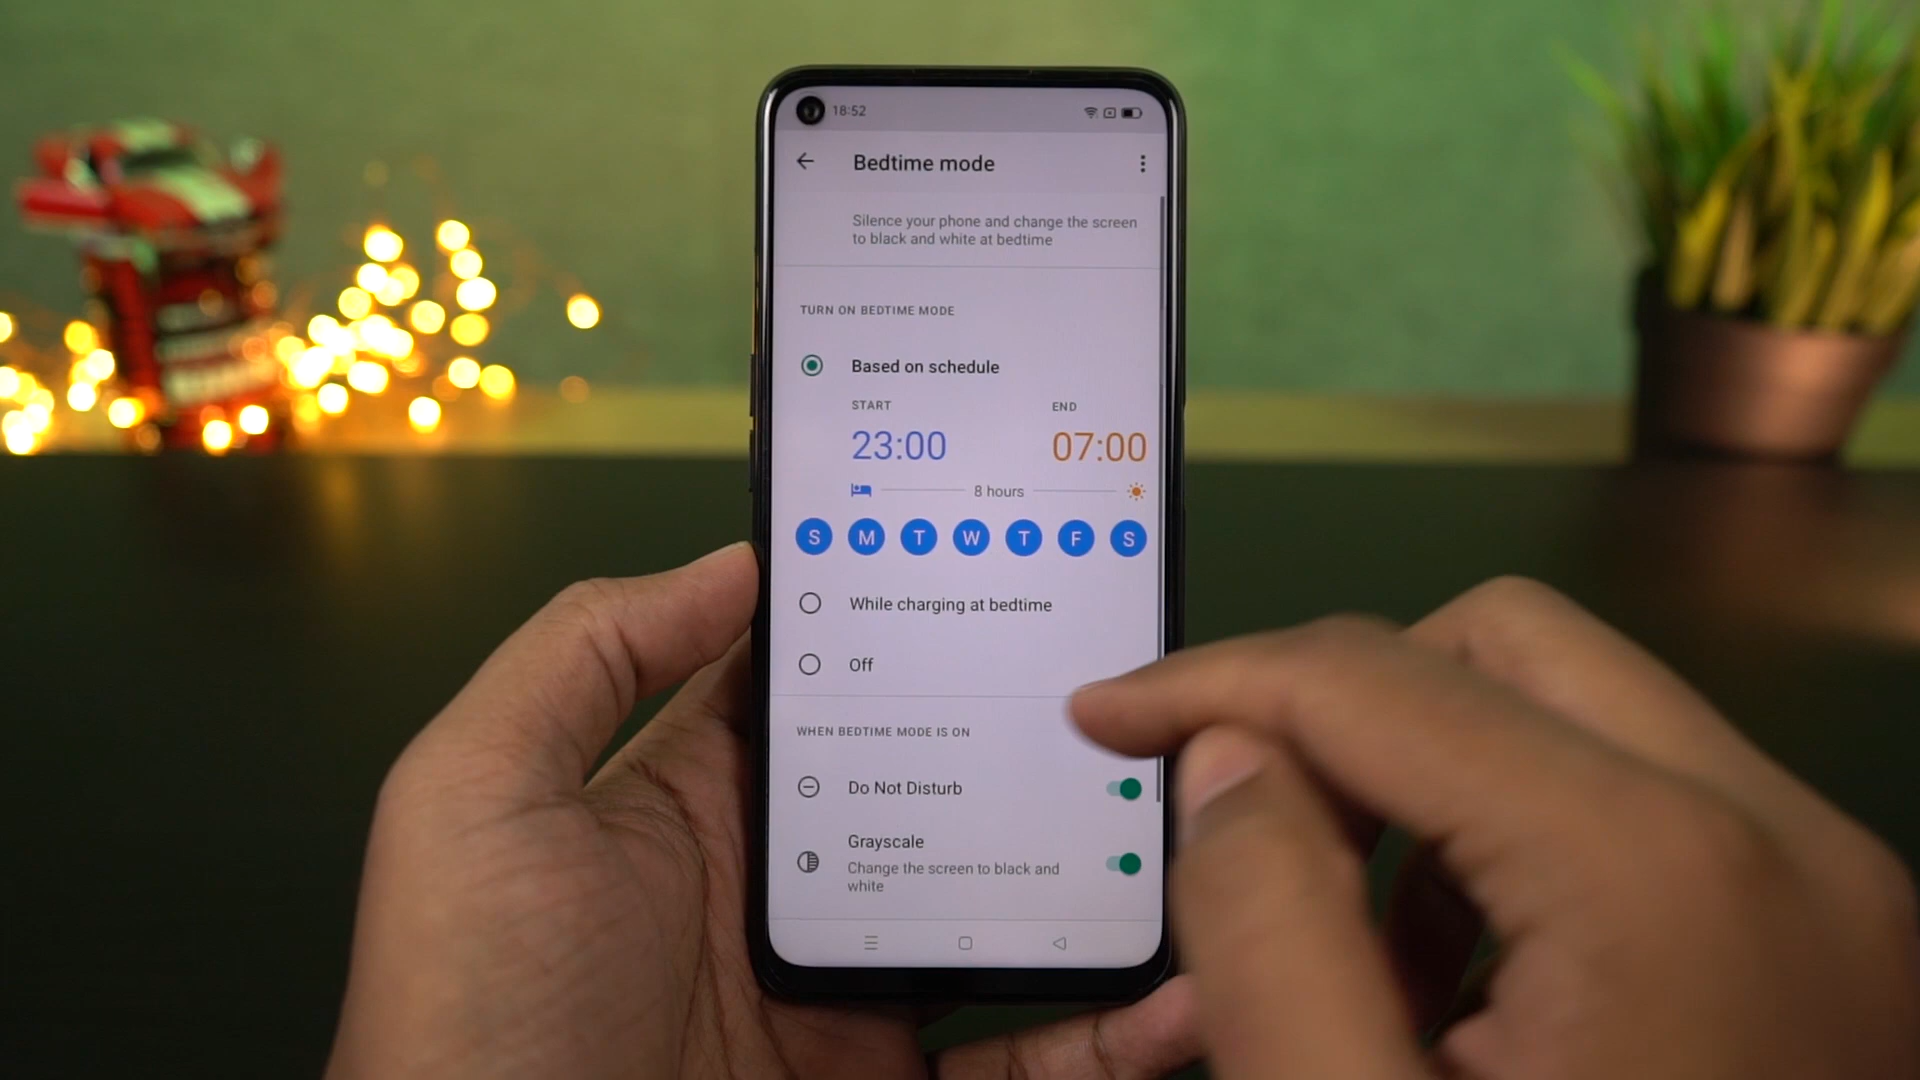 18:52
Bedtime mode
Silence your phone and change the screen
to black and white at bedtime
TURN ON BEDTIME MODE
Based on schedule
START END
23:00 07:00
8 hours
S M T W T F S
While charging at bedtime
Off
WHEN BEDTIME MODE IS ON
Do Not Disturb
Grayscale
Change the screen to black and
white